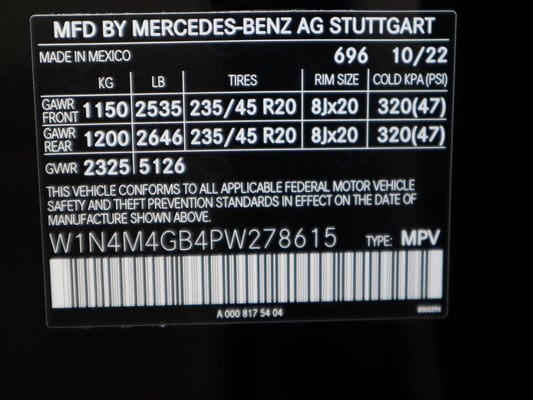 MFD BY MERCEDES-BENZ AG STUTTGART
MADE IN MEXICO 696 10/22
KG LB TIRES RIM SIZE COLD KPA (PSI)
GAWR FRONT 1150 2535 235/45 R20 8Jx20 320(47)
GAWR REAR 1200 2646 235/45 R20 8Jx20 320(47)
GVWR 2325 5126
THIS VEHICLE CONFORMS TO ALL APPLICABLE FEDERAL MOTOR VEHICLE
SAFETY AND THEFT PREVENTION STANDARDS IN EFFECT ON THE DATE OF
MANUFACTURE SHOWN ABOVE.
W1N4M4GB4PW278615 TYPE: MPV
A 000 817 54 04